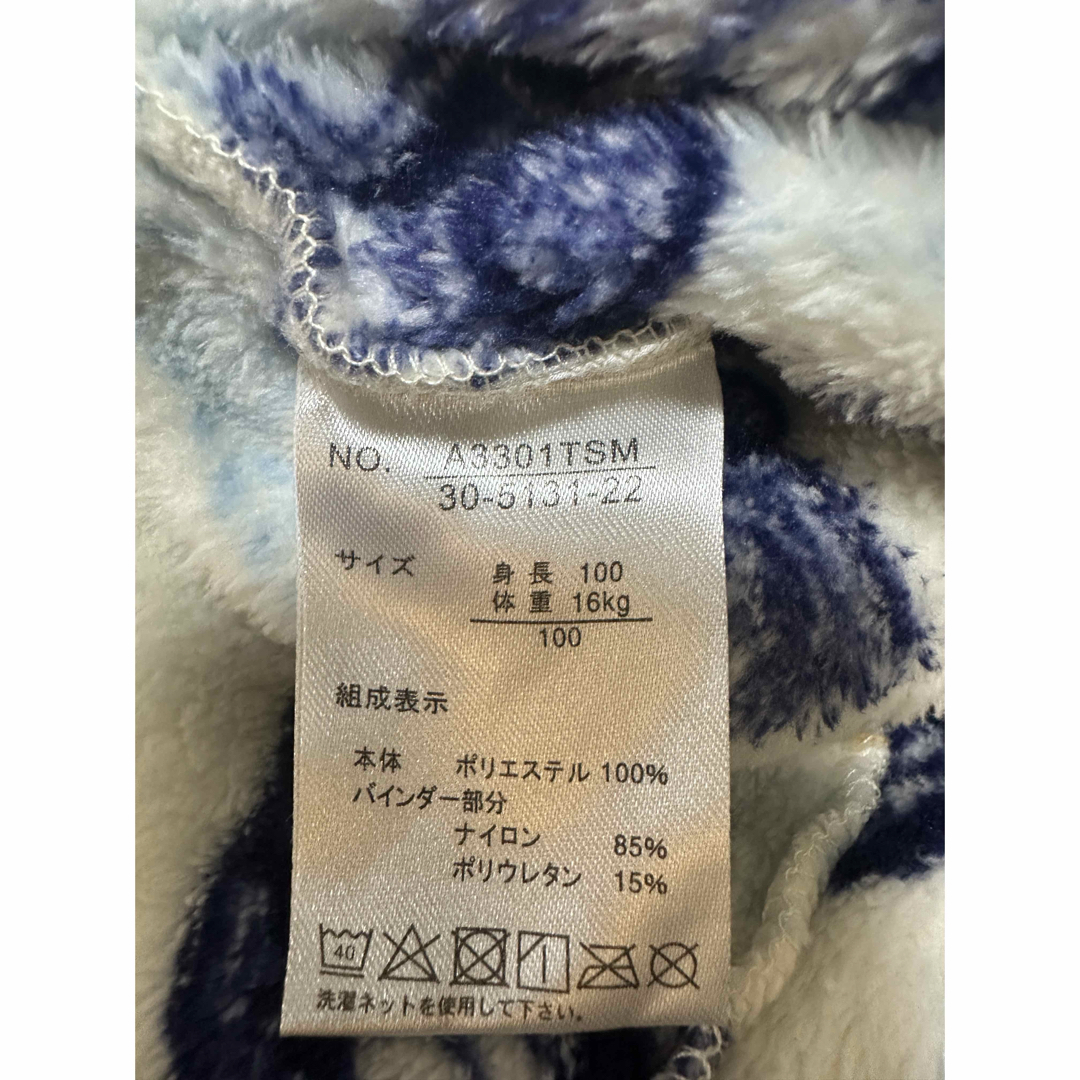 NO. A3301TSM
30-5131-22
サイズ 身長 100
体重 16kg
100
組成表示
本体 ポリエステル 100%
バインダー部分
ナイロン 85%
ポリウレタン 15%
40
洗濯ネットを使用して下さい。